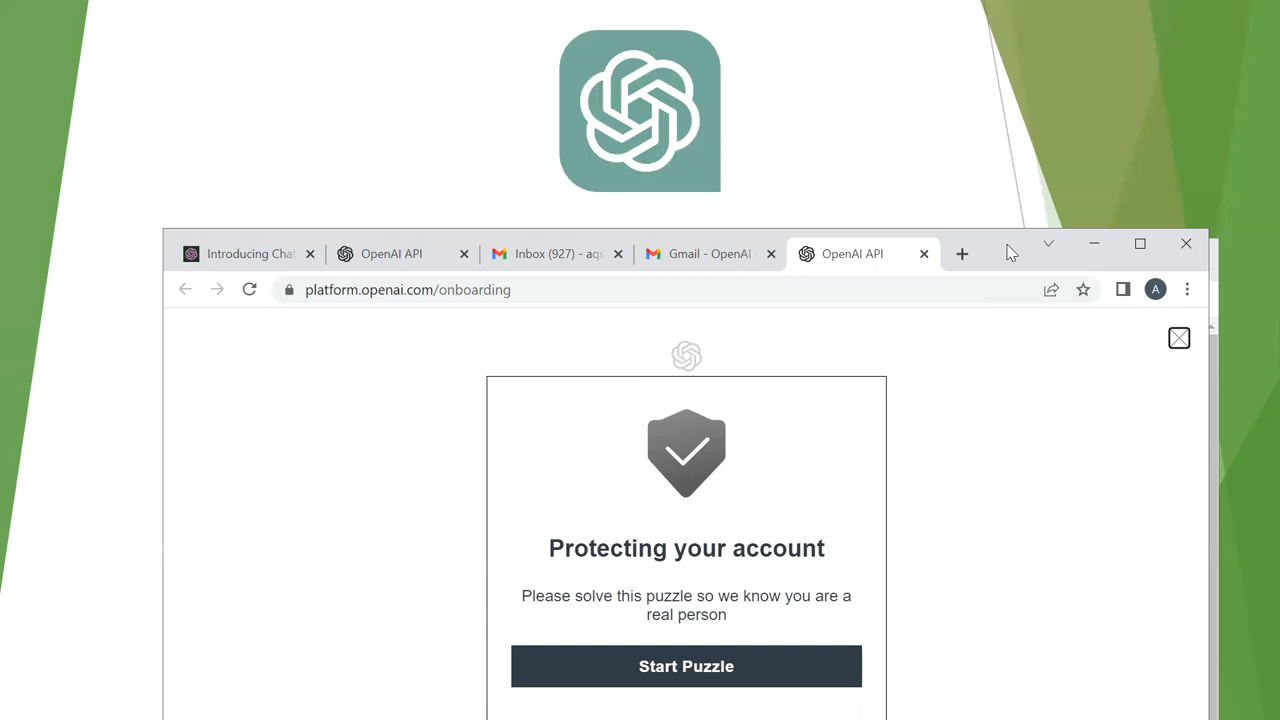 Introducing Chat
OpenAI API
Inbox (927) - aqs
Gmail - OpenAI
OpenAI API
platform.openai.com/onboarding
A
Protecting your account
Please solve this puzzle so we know you are a
real person
Start Puzzle